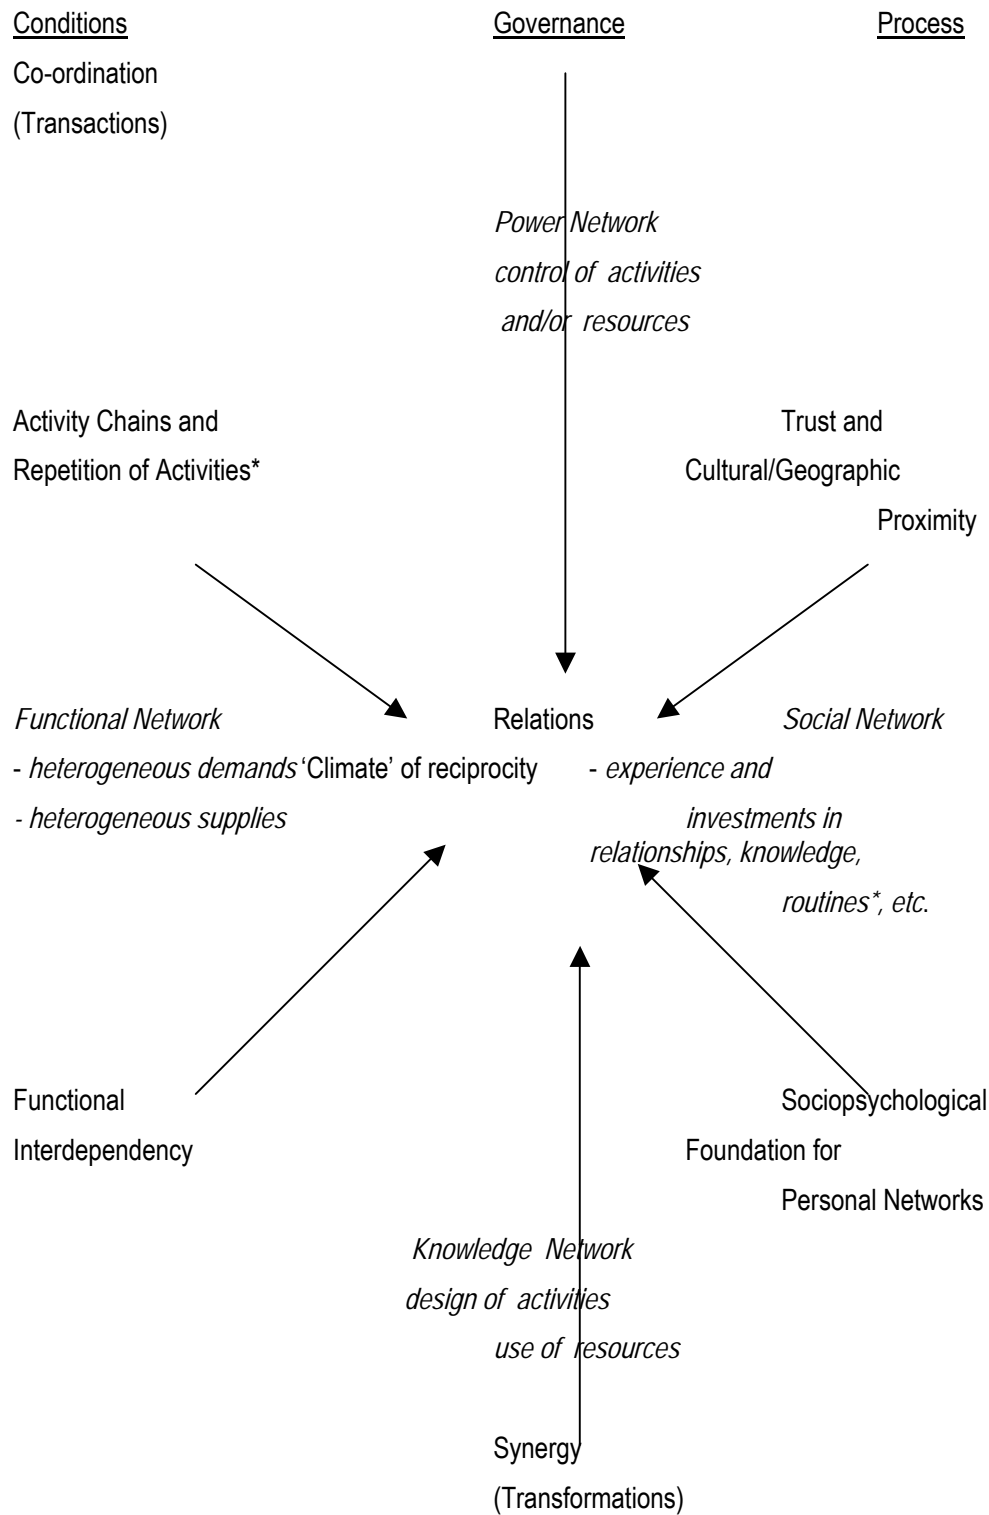 Conditions Governance Process
Co-ordination
(Transactions)
Power Network
control of activities
and/or resources
Activity Chains and Trust and
Repetition of Activities* Cultural/Geographic
Proximity
Functional Network Relations Social Network
- heterogeneous demands ‘Climate’ of reciprocity - experience and
- heterogeneous supplies investments in
relationships, knowledge,
routines*, etc.
Functional Sociopsychological
Interdependency Foundation for
Personal Networks
Knowledge Network
design of activities
use of resources
Synergy
(Transformations)